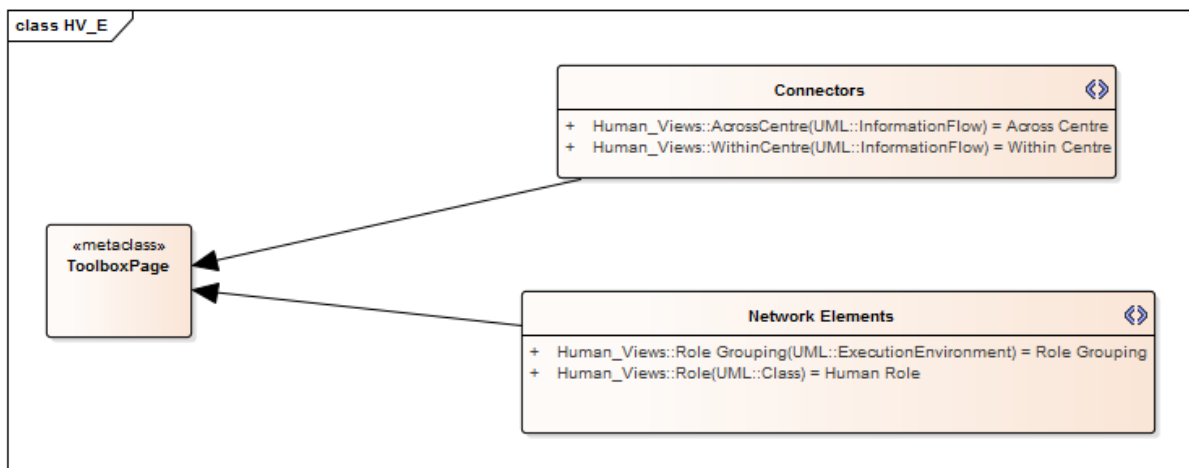 class HV_E
Connectors
+ Human_Views::AcrossCentre(UML::InformationFlow) = Across Centre
+ Human_Views::WithinCentre(UML::InformationFlow) = Within Centre
«metaclass»
ToolboxPage
Network Elements
+ Human_Views::Role Grouping(UML::ExecutionEnvironment) = Role Grouping
+ Human_Views::Role(UML::Class) = Human Role